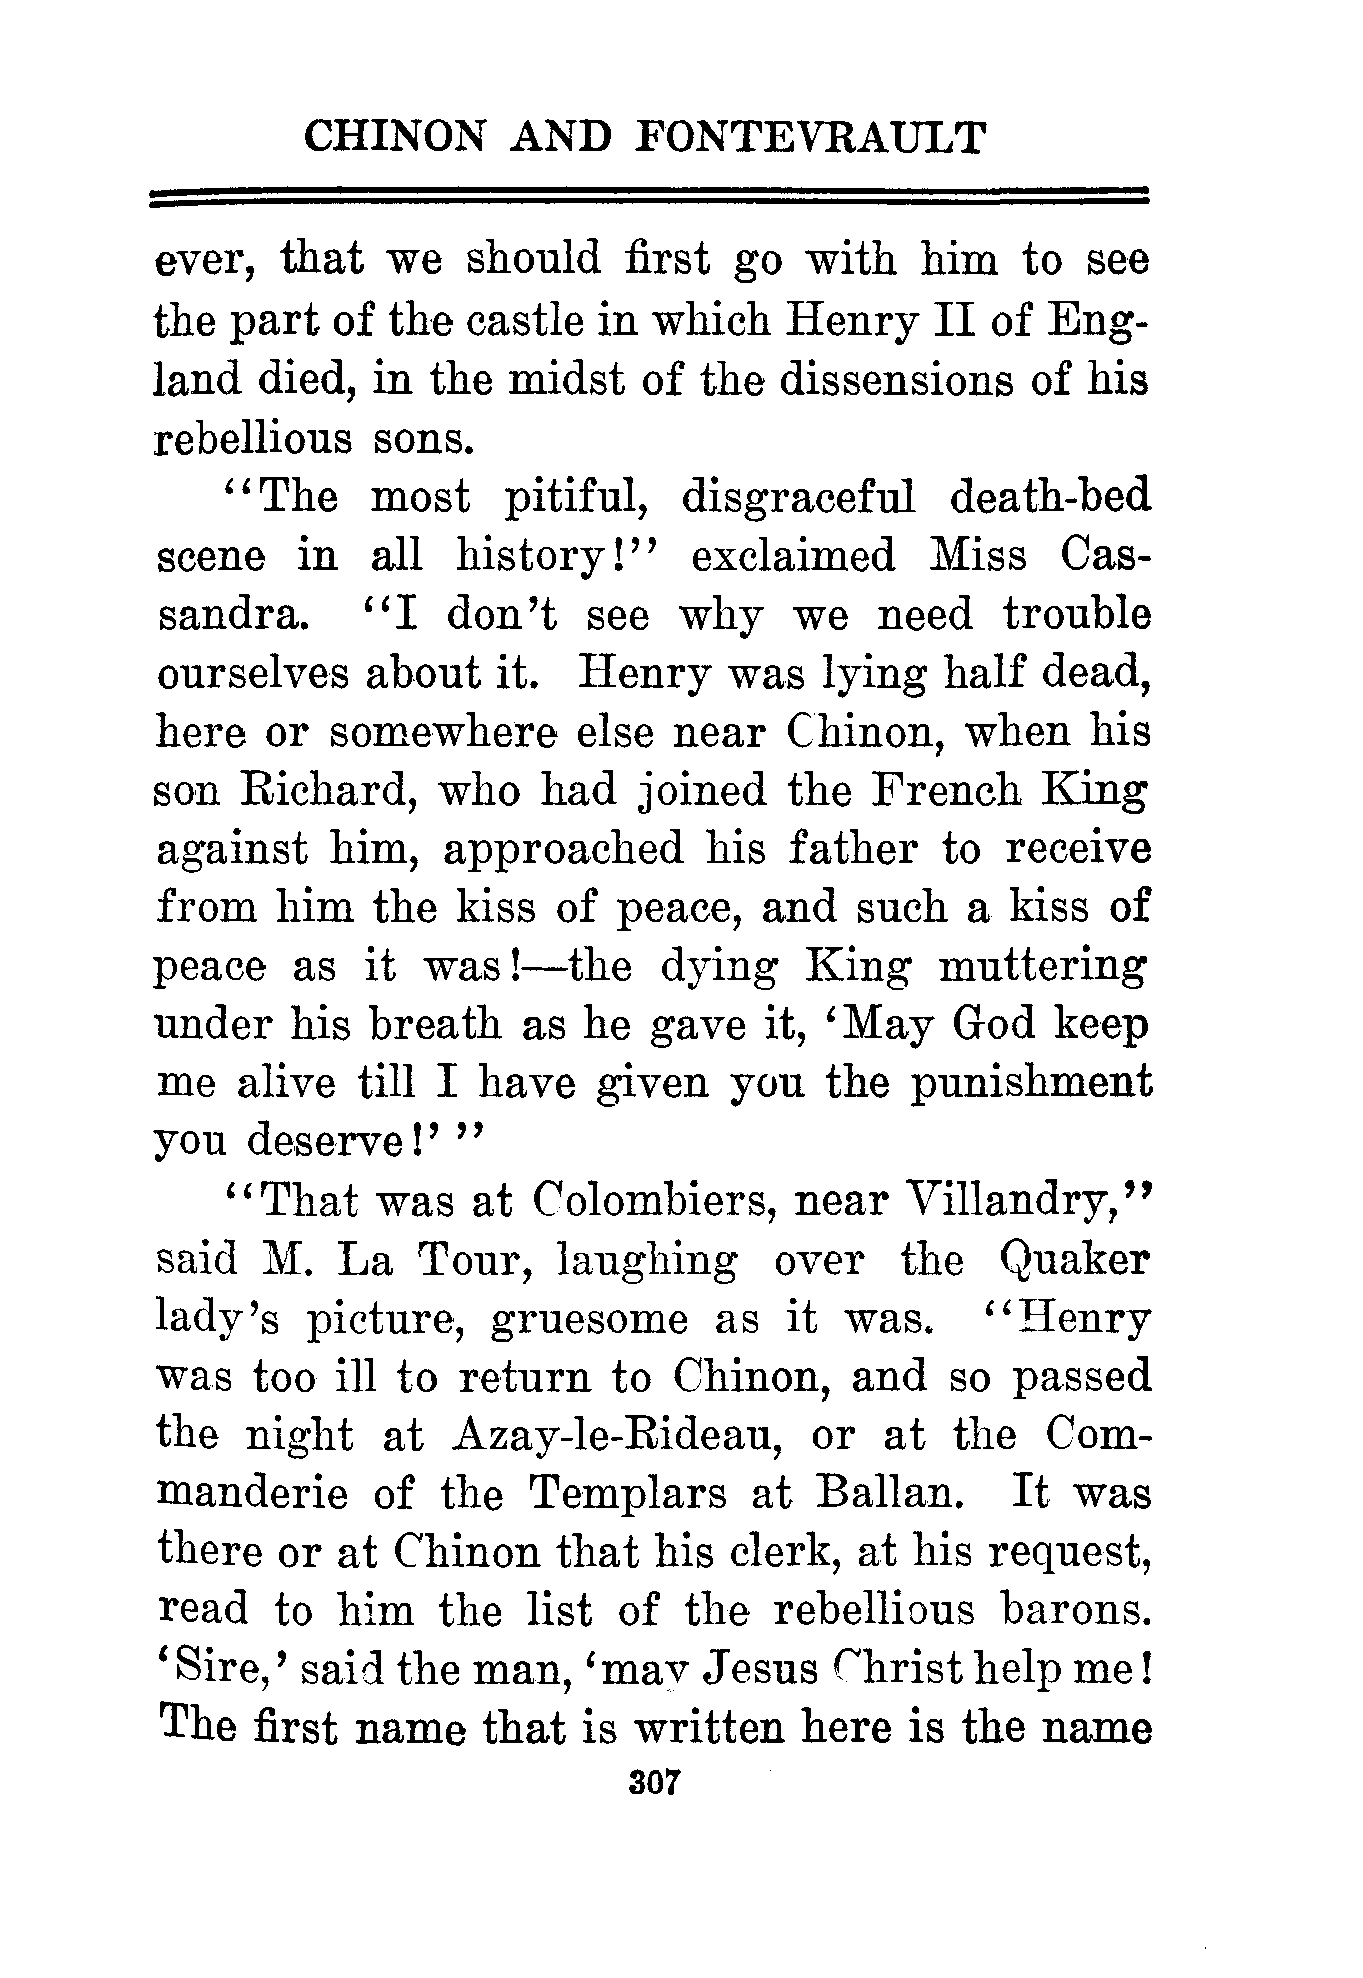 CHINON AND FONTEVRAULT
ever, that we should first go with him to see
the part of the castle in which Henry II of Eng-
land died, in the midst of the dissensions of his
rebellious sons.
"The most pitiful, disgraceful death-bed
scene in all history!" exclaimed Miss Cas-
sandra. "I don't see why we need trouble
ourselves about it. Henry was lying half dead,
here or somewhere else near Chinon, when his
son Richard, who had joined the French King
against him, approached his father to receive
from him the kiss of peace, and such a kiss of
peace as it was!—the dying King muttering
under his breath as he gave it, 'May God keep
me alive till I have given you the punishment
you deserve!' "
"That was at Colombiers, near Villandry,"
said M. La Tour, laughing over the Quaker
lady's picture, gruesome as it was. "Henry
was too ill to return to Chinon, and so passed
the night at Azay-le-Rideau, or at the Com-
manderie of the Templars at Ballan. It was
there or at Chinon that his clerk, at his request,
read to him the list of the rebellious barons.
'Sire,' said the man, 'may Jesus Christ help me!
The first name that is written here is the name
307